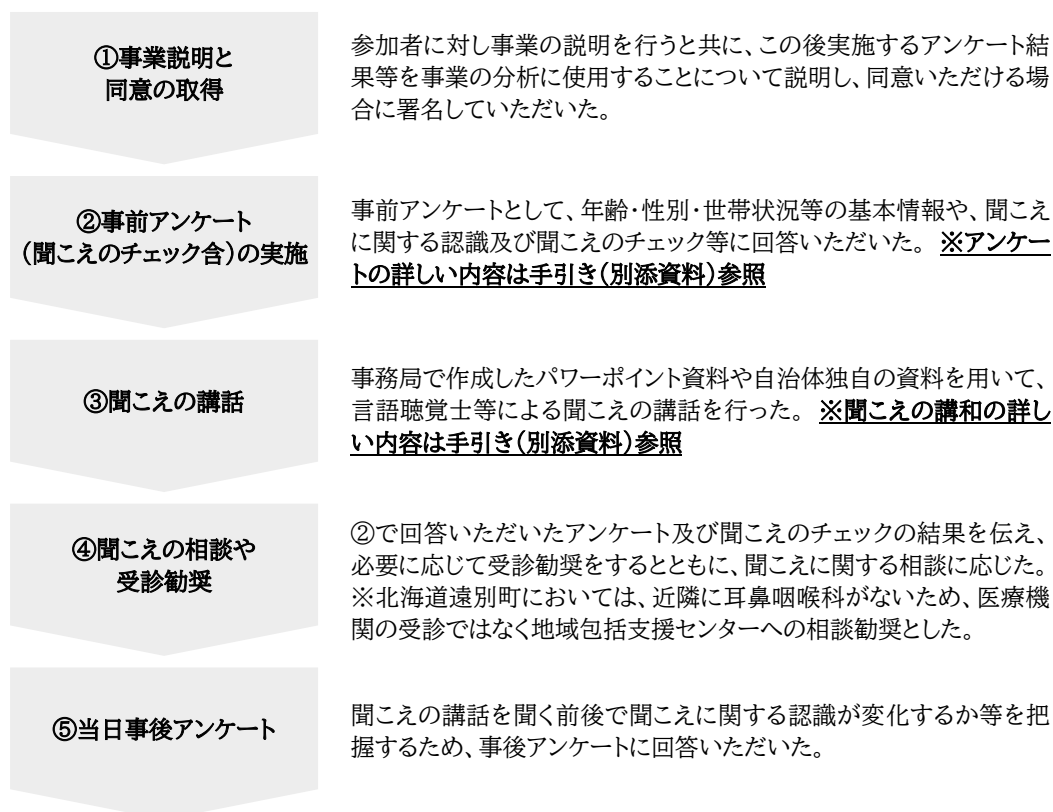 ①事業説明と
同意の取得
参加者に対し事業の説明を行うと共に、この後実施するアンケート結
果等を事業の分析に使用することについて説明し、同意いただける場
合に署名していただいた。
②事前アンケート
（聞こえのチェック含）の実施
事前アンケートとして、年齢・性別・世帯状況等の基本情報や、聞こえ
に関する認識及び聞こえのチェック等に回答いただいた。 ※アンケー
トの詳しい内容は手引き（別添資料）参照
③聞こえの講話
事務局で作成したパワーポイント資料や自治体独自の資料を用いて、
言語聴覚士等による聞こえの講話を行った。 ※聞こえの講和の詳し
い内容は手引き（別添資料）参照
④聞こえの相談や
受診勧奨
②で回答いただいたアンケート及び聞こえのチェックの結果を伝え、
必要に応じて受診勧奨をするとともに、聞こえに関する相談に応じた。
※北海道遠別町においては、近隣に耳鼻咽喉科がないため、医療機
関の受診ではなく地域包括支援センターへの相談勧奨とした。
⑤当日事後アンケート
聞こえの講話を聞く前後で聞こえに関する認識が変化するか等を把
握するため、事後アンケートに回答いただいた。